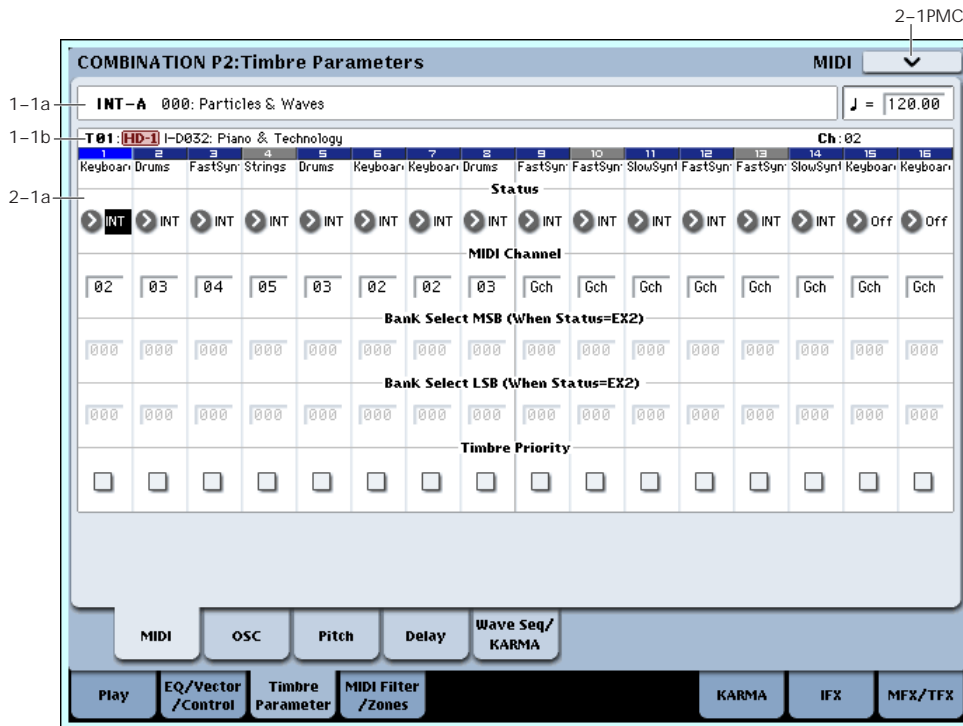 2–1PMC
COMBINATION P2:Timbre Parameters MIDI
1–1a INT–A 000: Particles & Waves ♩ = 120.00
1–1b T01: HD-1 I–D032: Piano & Technology Ch:02
1 2 3 4 5 6 7 8 9 10 11 12 13 14 15 16
Keyboar Drums FastSyn Strings Drums Keyboar Keyboar Drums FastSyn FastSyn SlowSynt FastSyn FastSyn SlowSynt Keyboar Keyboar
2–1a
Status
INT INT INT INT INT INT INT INT INT INT INT INT INT INT Off Off
MIDI Channel
02 03 04 05 03 02 02 03 Gch Gch Gch Gch Gch Gch Gch Gch
Bank Select MSB (When Status=EX2)
000 000 000 000 000 000 000 000 000 000 000 000 000 000 000 000
Bank Select LSB (When Status=EX2)
000 000 000 000 000 000 000 000 000 000 000 000 000 000 000 000
Timbre Priority
MIDI OSC Pitch Delay Wave Seq/
KARMA
Play EQ/Vector Timbre MIDI Filter KARMA IFX MFX/TFX
/Control Parameter /Zones